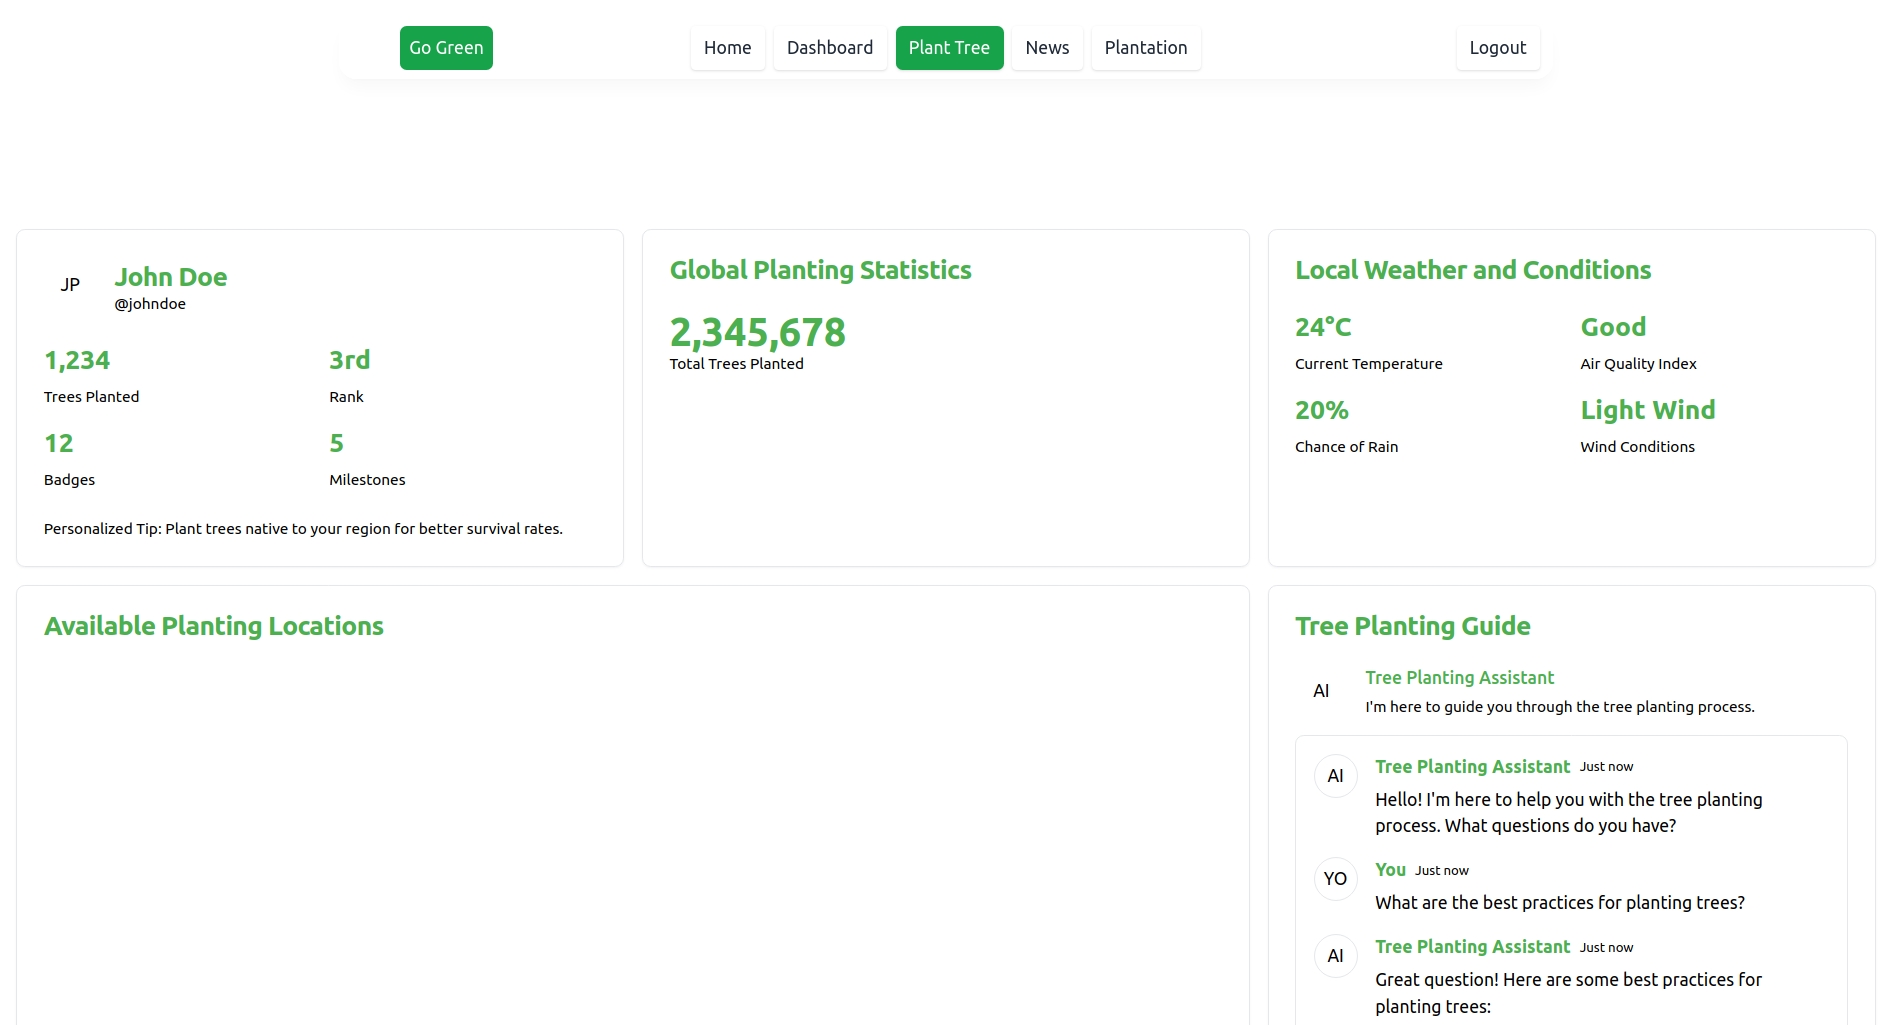 Go Green
Home
Dashboard
Plant Tree
News
Plantation
Logout
JP
John Doe
@johndoe
1,234
Trees Planted
3rd
Rank
12
Badges
5
Milestones
Personalized Tip: Plant trees native to your region for better survival rates.
Global Planting Statistics
2,345,678
Total Trees Planted
Local Weather and Conditions
24°C
Current Temperature
Good
Air Quality Index
20%
Chance of Rain
Light Wind
Wind Conditions
Available Planting Locations
Tree Planting Guide
AI
Tree Planting Assistant
I'm here to guide you through the tree planting process.
AI
Tree Planting Assistant Just now
Hello! I'm here to help you with the tree planting
process. What questions do you have?
YO
You Just now
What are the best practices for planting trees?
AI
Tree Planting Assistant Just now
Great question! Here are some best practices for
planting trees: